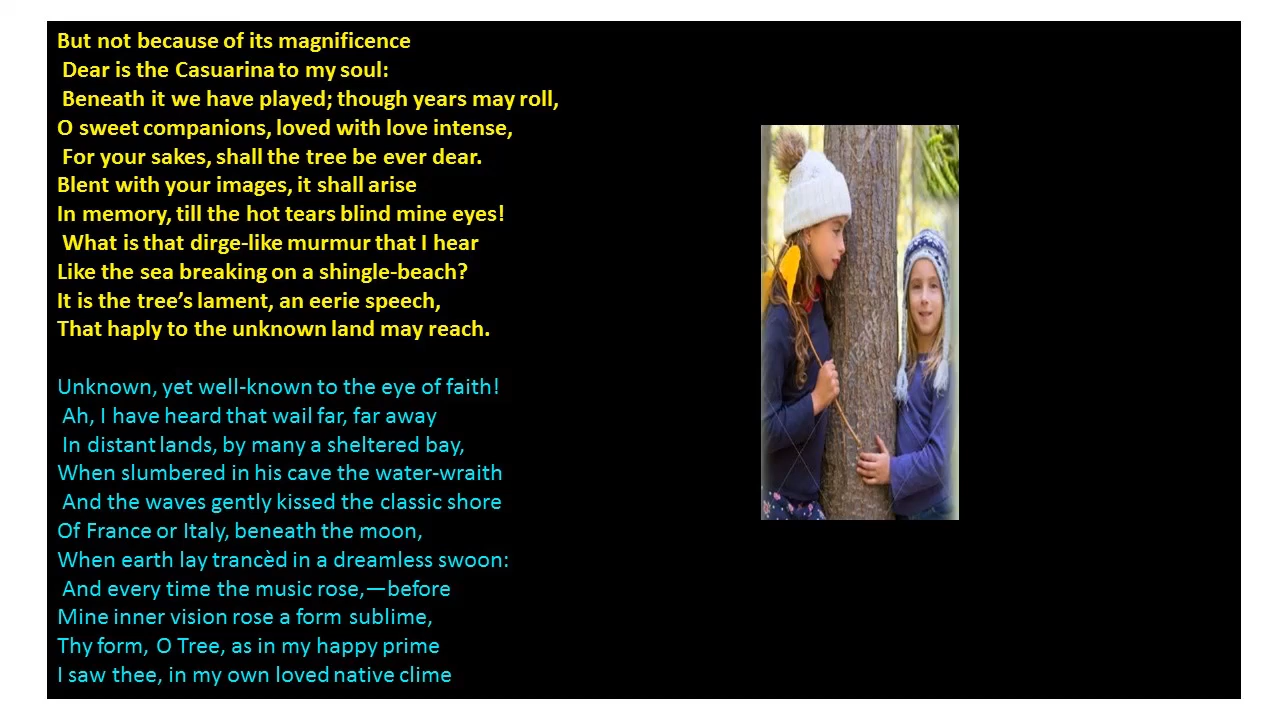 But not because of its magnificence
Dear is the Casuarina to my soul:
Beneath it we have played; though years may roll,
O sweet companions, loved with love intense,
For your sakes, shall the tree be ever dear.
Blent with your images, it shall arise
In memory, till the hot tears blind mine eyes!
What is that dirge-like murmur that I hear
Like the sea breaking on a shingle-beach?
It is the tree’s lament, an eerie speech,
That haply to the unknown land may reach.
Unknown, yet well-known to the eye of faith!
Ah, I have heard that wail far, far away
In distant lands, by many a sheltered bay,
When slumbered in his cave the water-wraith
And the waves gently kissed the classic shore
Of France or Italy, beneath the moon,
When earth lay trancèd in a dreamless swoon:
And every time the music rose,—before
Mine inner vision rose a form sublime,
Thy form, O Tree, as in my happy prime
I saw thee, in my own loved native clime